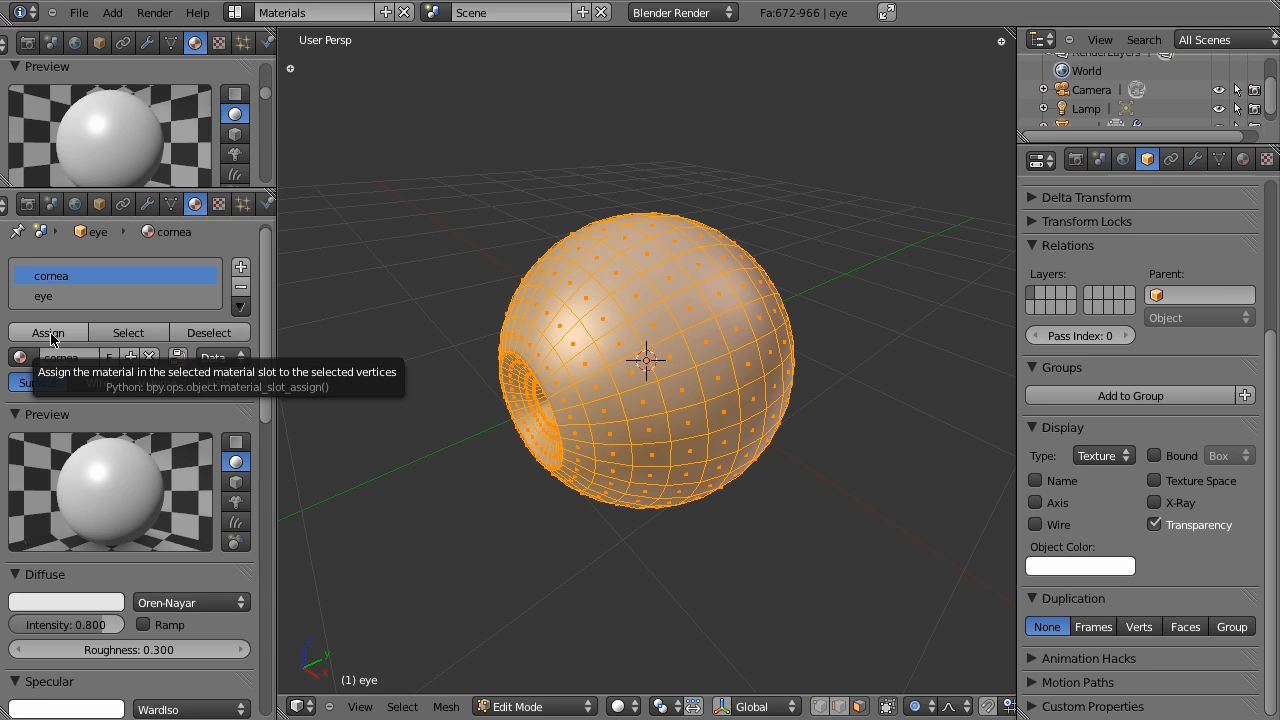 File Add Render Help Materials Scene Blender Render Fa:672-966 | eye
Preview
eye cornea
cornea
eye
Assign Select Deselect
cornea F Data
Assign the material in the selected material slot to the selected vertices
Python: bpy.ops.object.material_slot_assign()
Preview
Diffuse
Oren-Nayar
Intensity: 0.800 Ramp
Roughness: 0.300
Specular
WardIso
User Persp
(1) eye
View Select Mesh Edit Mode Global
View Search All Scenes
RenderLayers
World
Camera
Lamp
Delta Transform
Transform Locks
Relations
Layers: Parent:
Object
Pass Index: 0
Groups
Add to Group
Display
Type: Texture Bound Box
Name Texture Space
Axis X-Ray
Wire Transparency
Object Color:
Duplication
None Frames Verts Faces Group
Animation Hacks
Motion Paths
Custom Properties